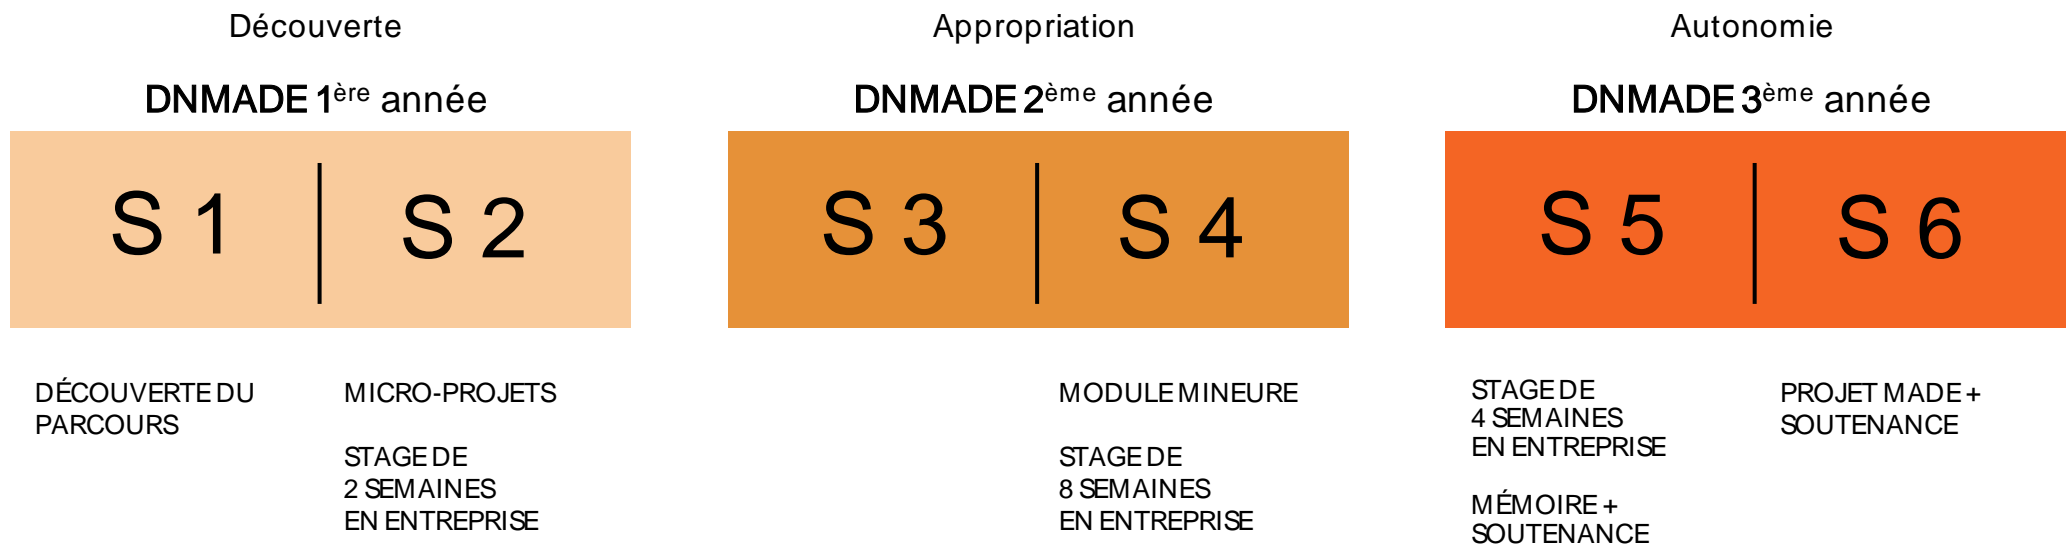 Découverte
DNMADE 1ère année
S 1
S 2
DÉCOUVERTE DU
PARCOURS
MICRO-PROJETS
STAGE DE
2 SEMAINES
EN ENTREPRISE
Appropriation
DNMADE 2ème année
S 3
S 4
MODULE MINEURE
STAGE DE
8 SEMAINES
EN ENTREPRISE
Autonomie
DNMADE 3ème année
S 5
S 6
STAGE DE
4 SEMAINES
EN ENTREPRISE
MÉMOIRE +
SOUTENANCE
PROJET MADE +
SOUTENANCE